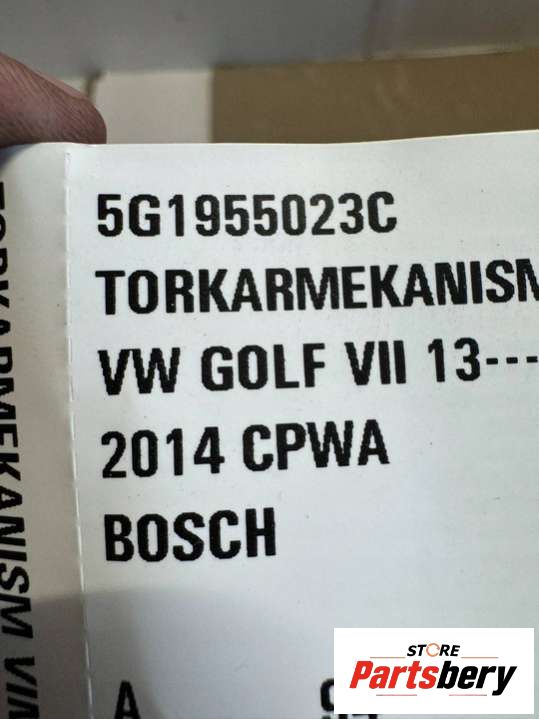 5G1955023C
TORKARMEKANISM
VW GOLF VII 13---
2014 CPWA
BOSCH
A
TORKARMEKANISM
STORE
Partsbery